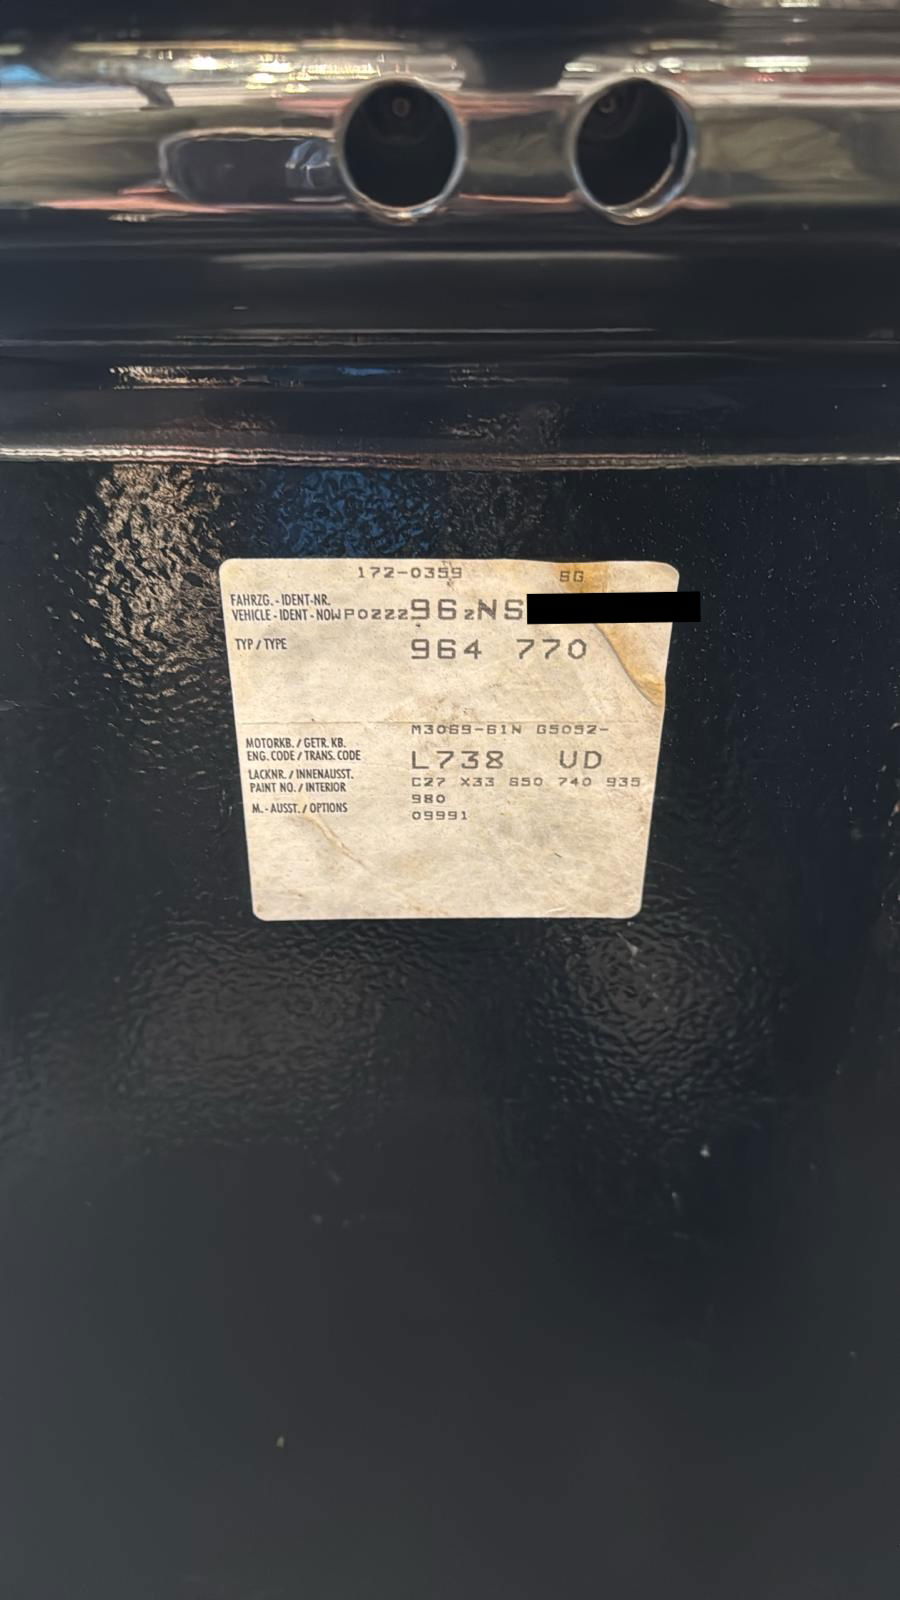 172-0359 SG
FAHRZG. - IDENT-NR.
VEHICLE - IDENT - NO WP0ZZZ96ZNS
TYP / TYPE 964 770
M3069-61N G5052-
MOTORKB. / GETR. KB.
ENG. CODE / TRANS. CODE
L738 UD
LACKNR. / INNENAUSST.
PAINT NO. / INTERIOR
C27 X33 650 740 935
980
M. - AUSST. / OPTIONS
09991